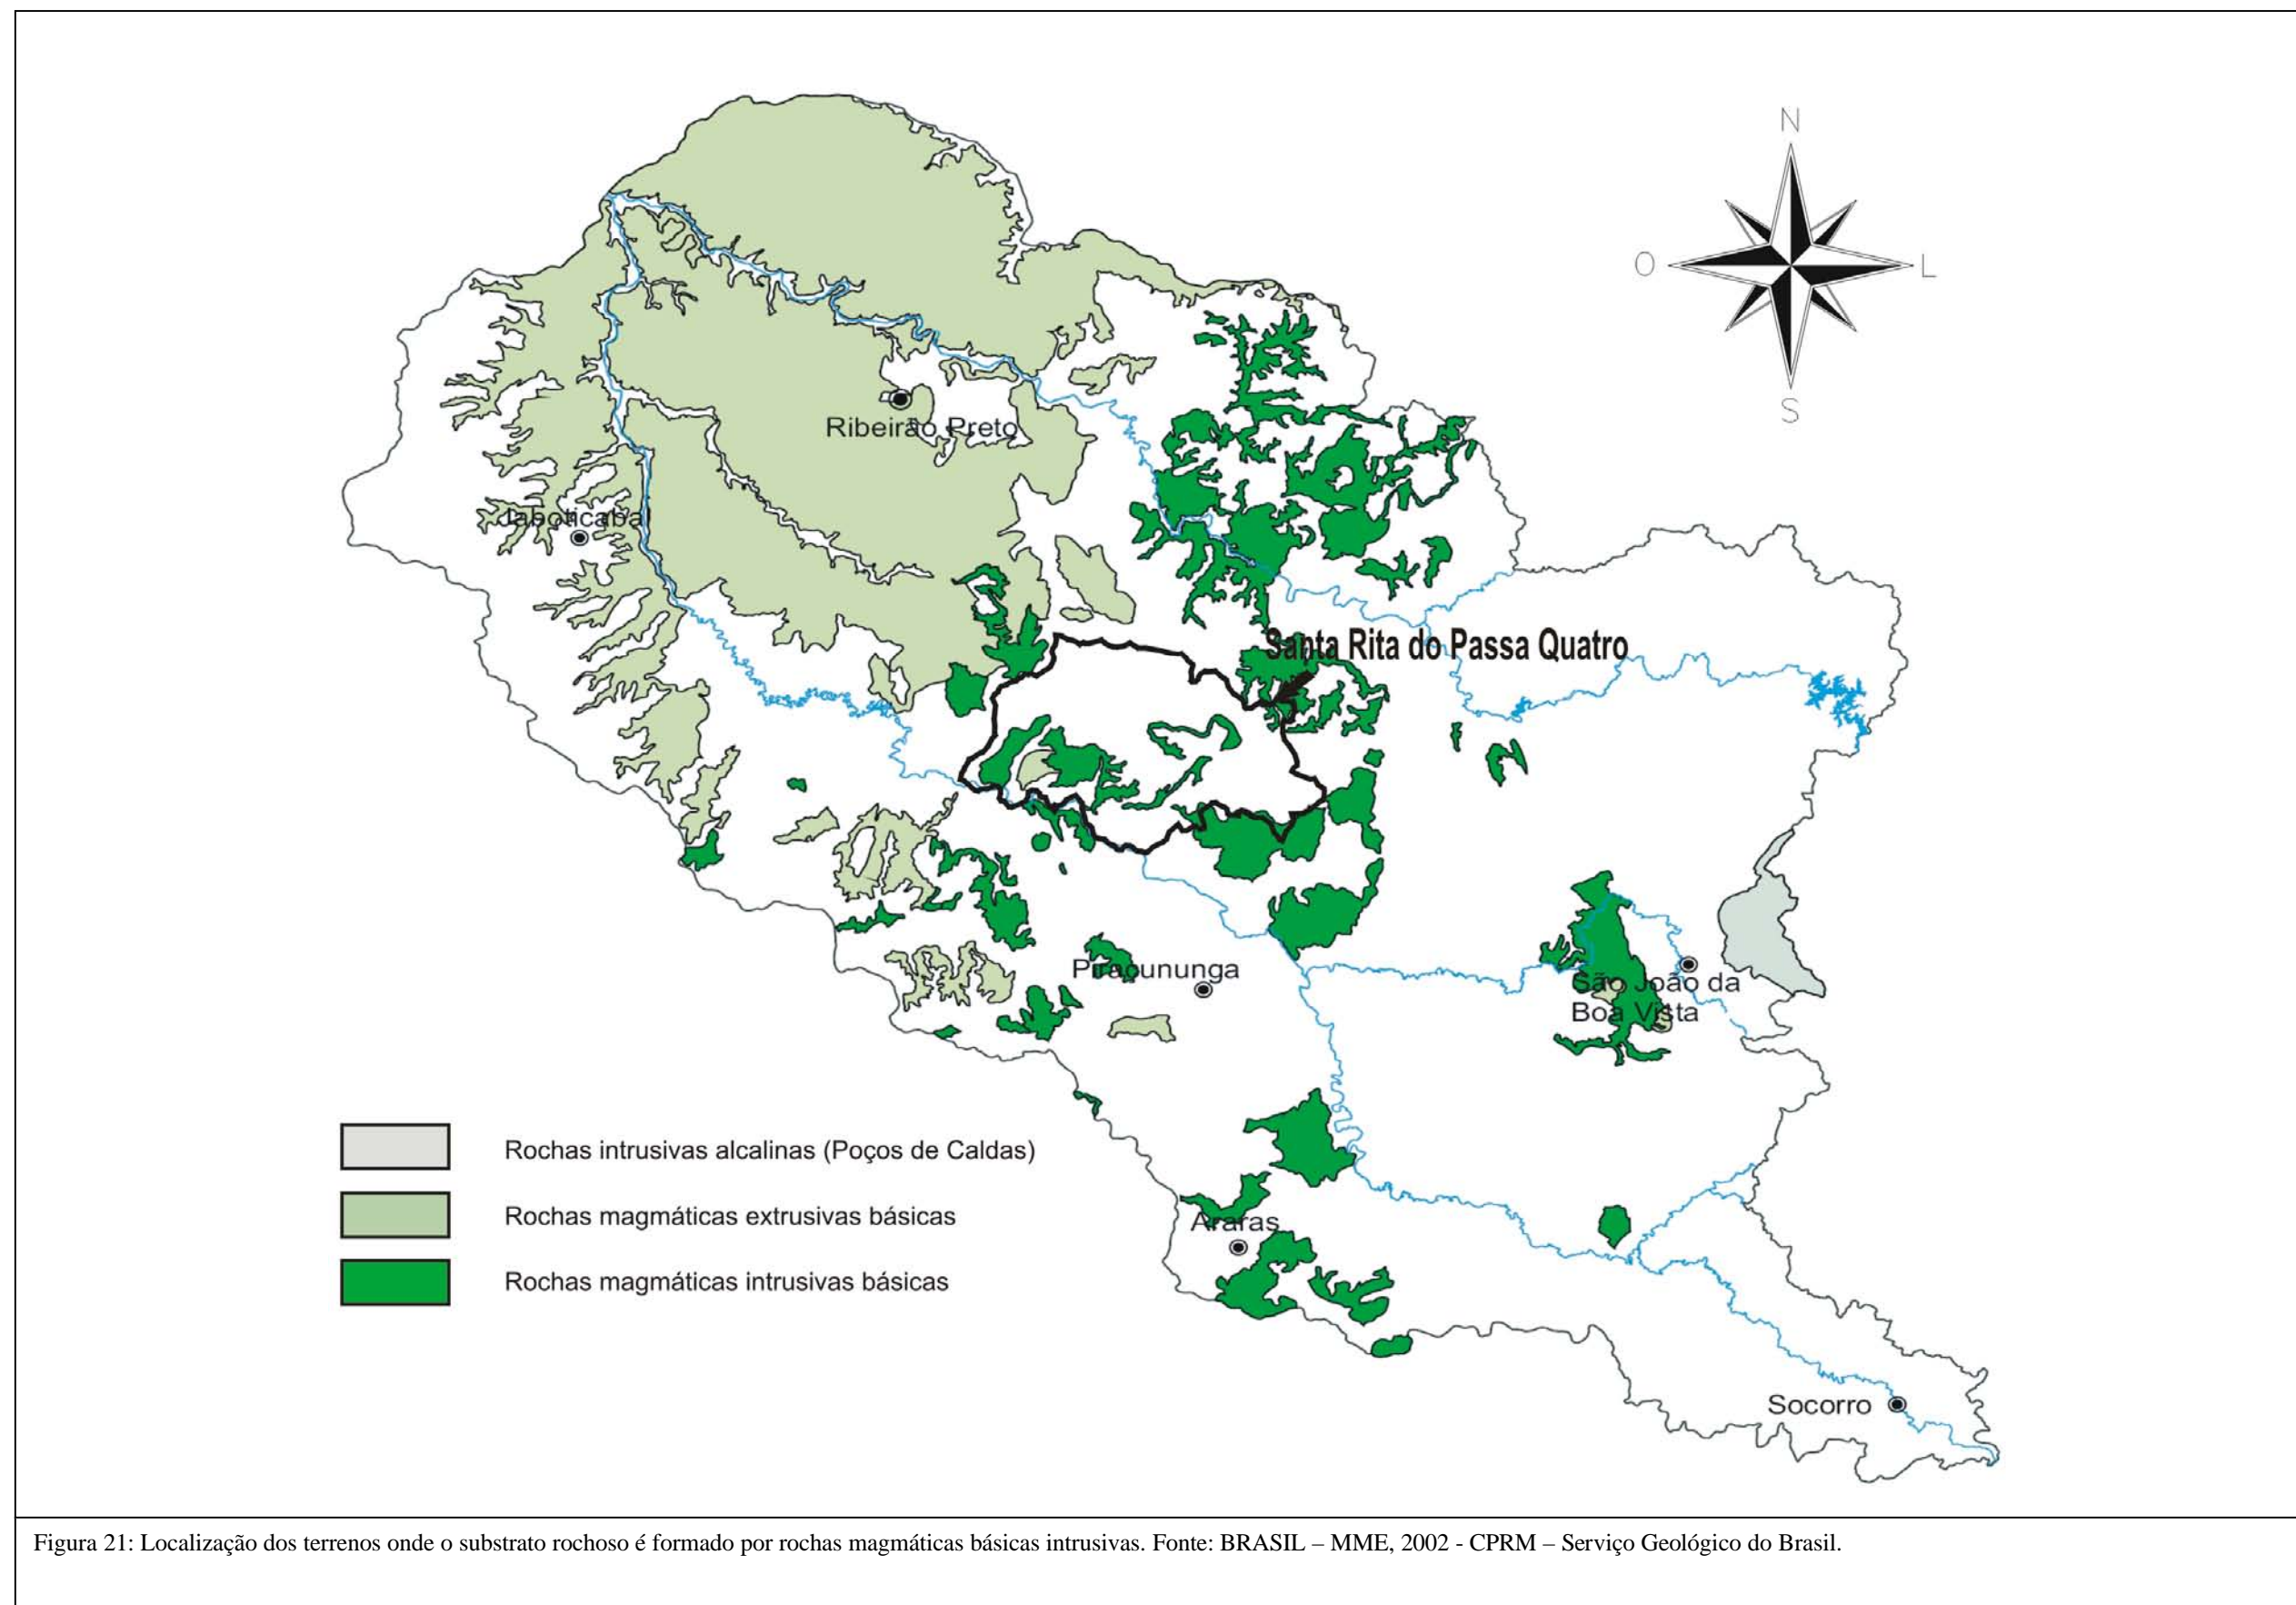 N
O
L
S
Ribeirão Preto
Jaboticabal
Santa Rita do Passa Quatro
Piraçununga
São João da
Boa Vista
Rochas intrusivas alcalinas (Poços de Caldas)
Rochas magmáticas extrusivas básicas
Araras
Rochas magmáticas intrusivas básicas
Socorro
Figura 21: Localização dos terrenos onde o substrato rochoso é formado por rochas magmáticas básicas intrusivas. Fonte: BRASIL – MME, 2002 - CPRM – Serviço Geológico do Brasil.